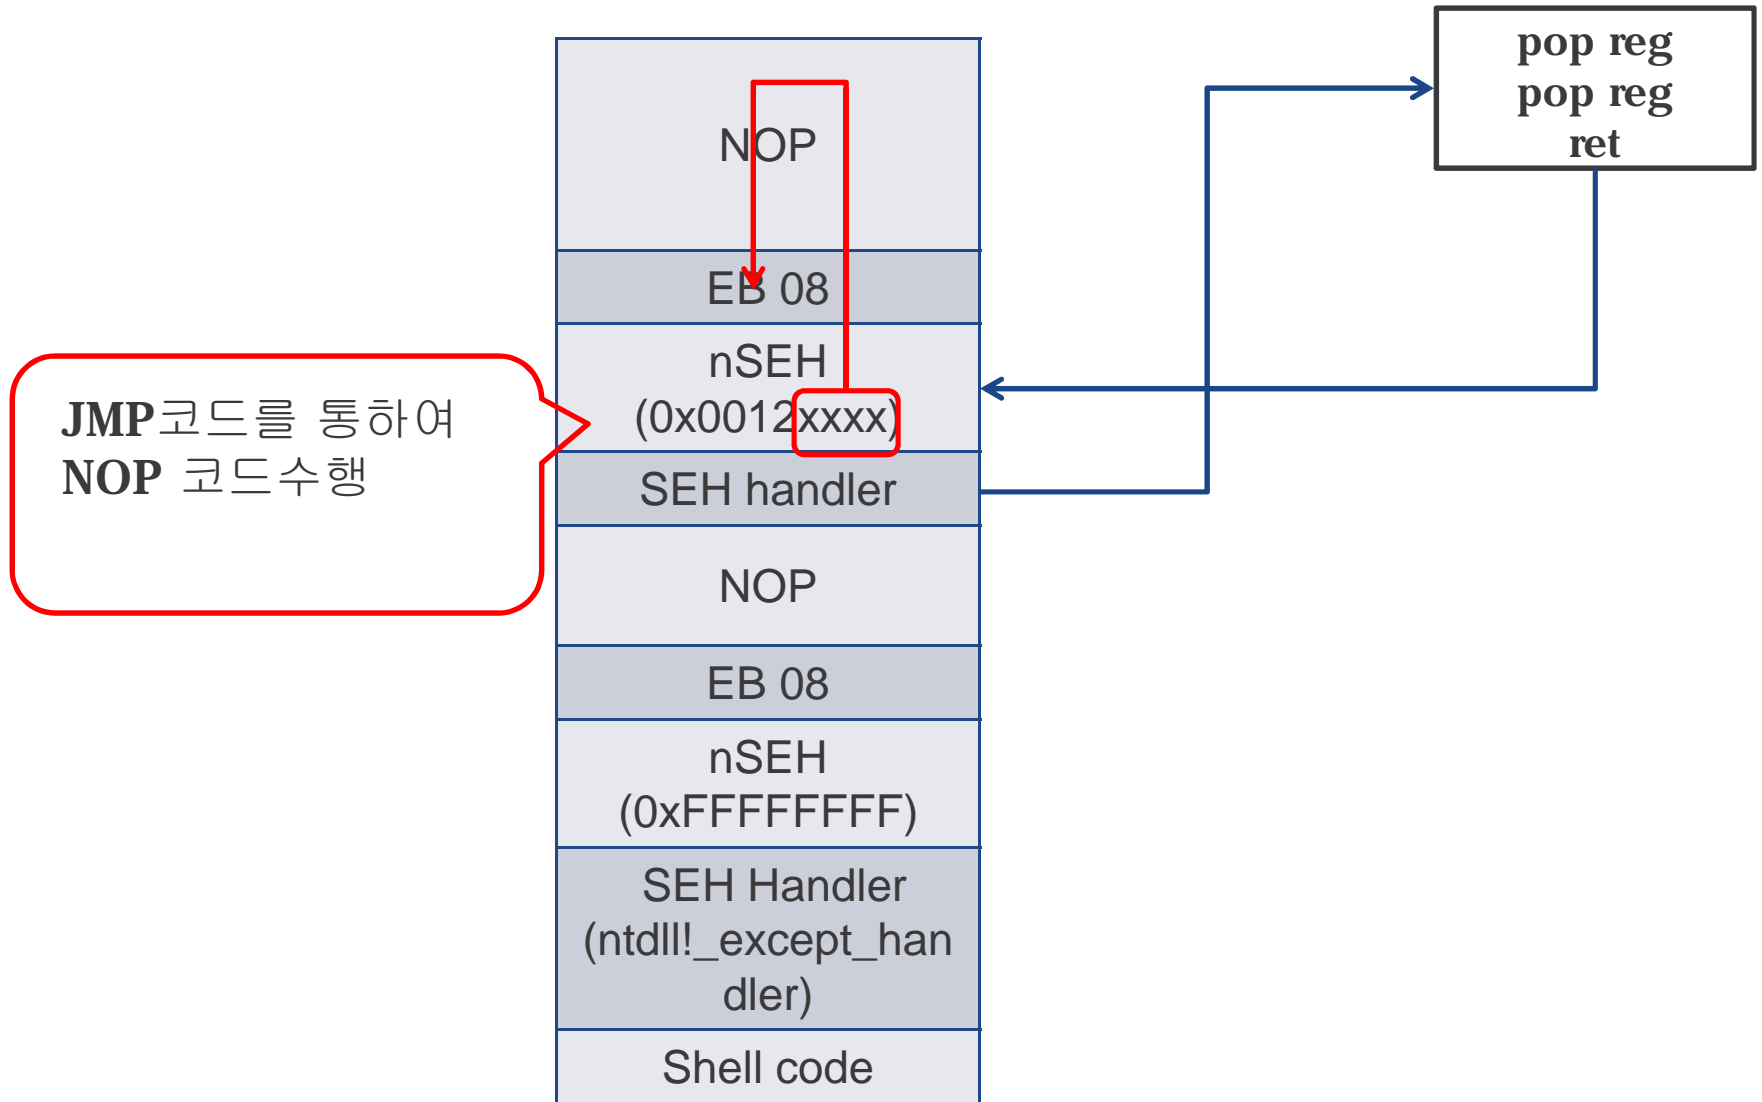 pop reg
pop reg
ret
NOP
EB 08
nSEH
(0x0012xxxx)
JMP코드를 통하여
NOP 코드수행
SEH handler
NOP
EB 08
nSEH
(0xFFFFFFFF)
SEH Handler
(ntdll!_except_han
dler)
Shell code